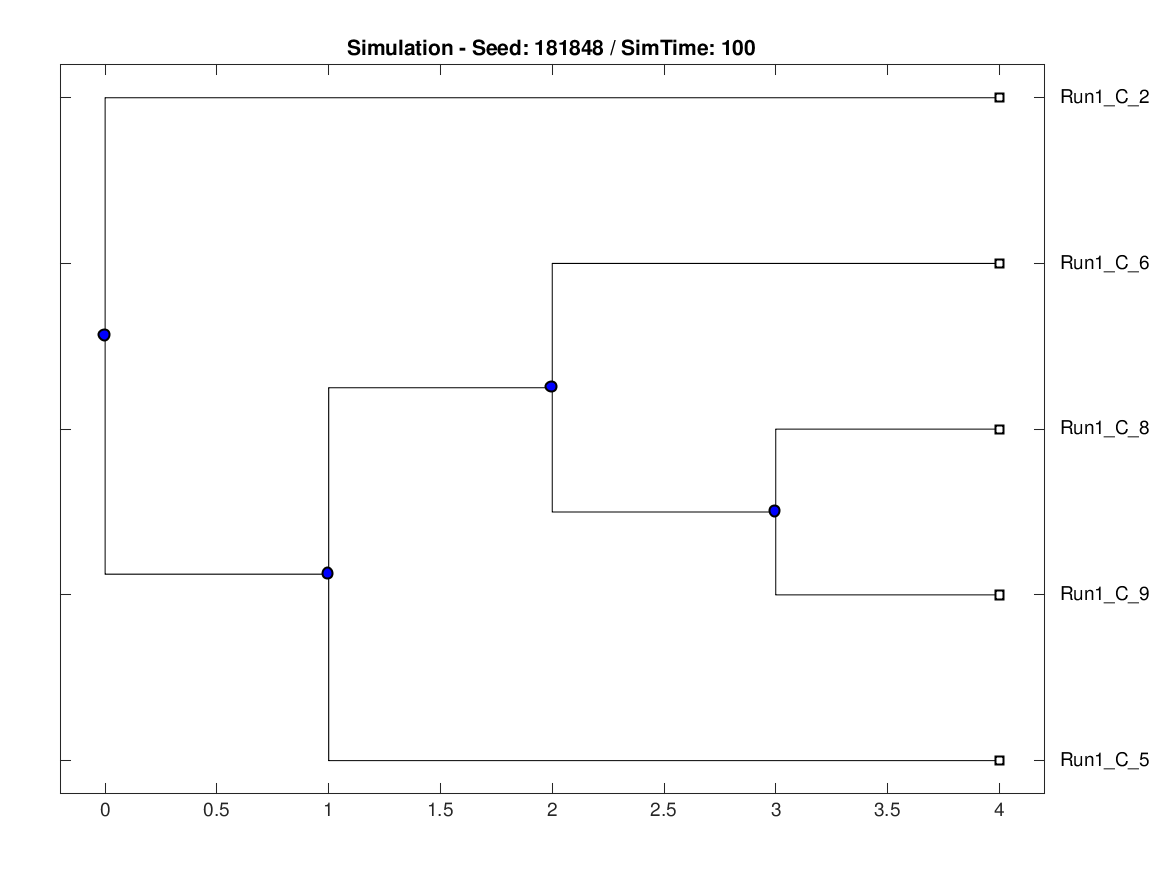 Simulation - Seed: 181848 / SimTime: 100
Run1_C_2
Run1_C_6
Run1_C_8
Run1_C_9
Run1_C_5
0 0.5 1 1.5 2 2.5 3 3.5 4